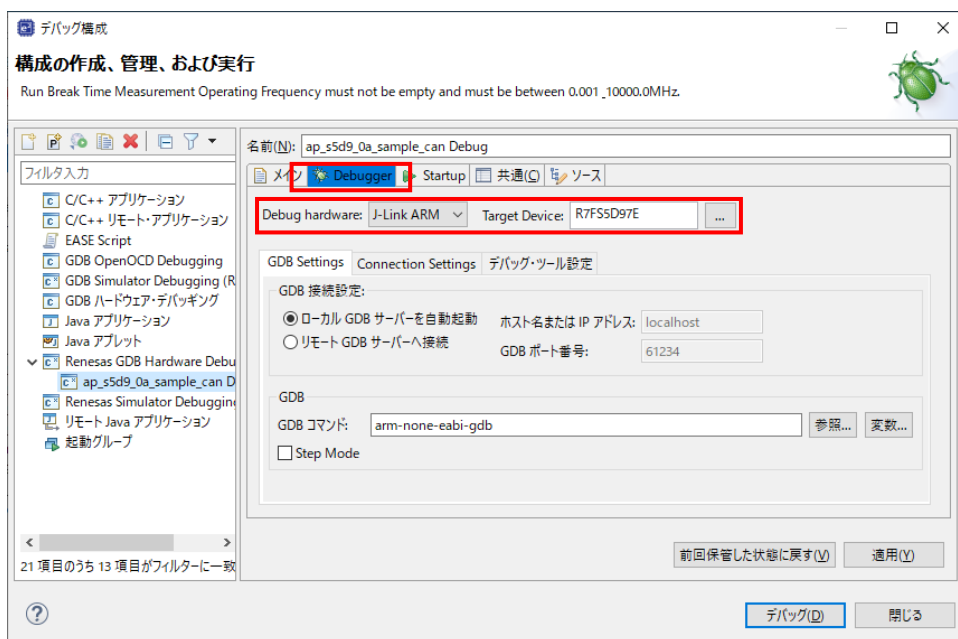 デバッグ構成
構成の作成、管理、および実行
Run Break Time Measurement Operating Frequency must not be empty and must be between 0.001 _10000.0MHz.
フィルタ入力
C/C++ アプリケーション
C/C++ リモート・アプリケーション
EASE Script
GDB OpenOCD Debugging
GDB Simulator Debugging (R
GDB ハードウェア・デバッギング
Java アプリケーション
Java アプレット
Renesas GDB Hardware Debu
ap_s5d9_0a_sample_can D
Renesas Simulator Debugging
リモート Java アプリケーション
起動グループ
21 項目のうち 13 項目がフィルターに一致
名前(N): ap_s5d9_0a_sample_can Debug
メイン Debugger Startup 共通(C) ソース
Debug hardware: J-Link ARM Target Device: R7FS5D97E ...
GDB Settings Connection Settings デバッグ・ツール設定
GDB 接続設定:
ローカル GDB サーバーを自動起動 ホスト名または IP アドレス: localhost
リモート GDB サーバーへ接続 GDB ポート番号: 61234
GDB
GDB コマンド: arm-none-eabi-gdb 参照... 変数...
Step Mode
前回保管した状態に戻す(V) 適用(Y)
デバッグ(D) 閉じる